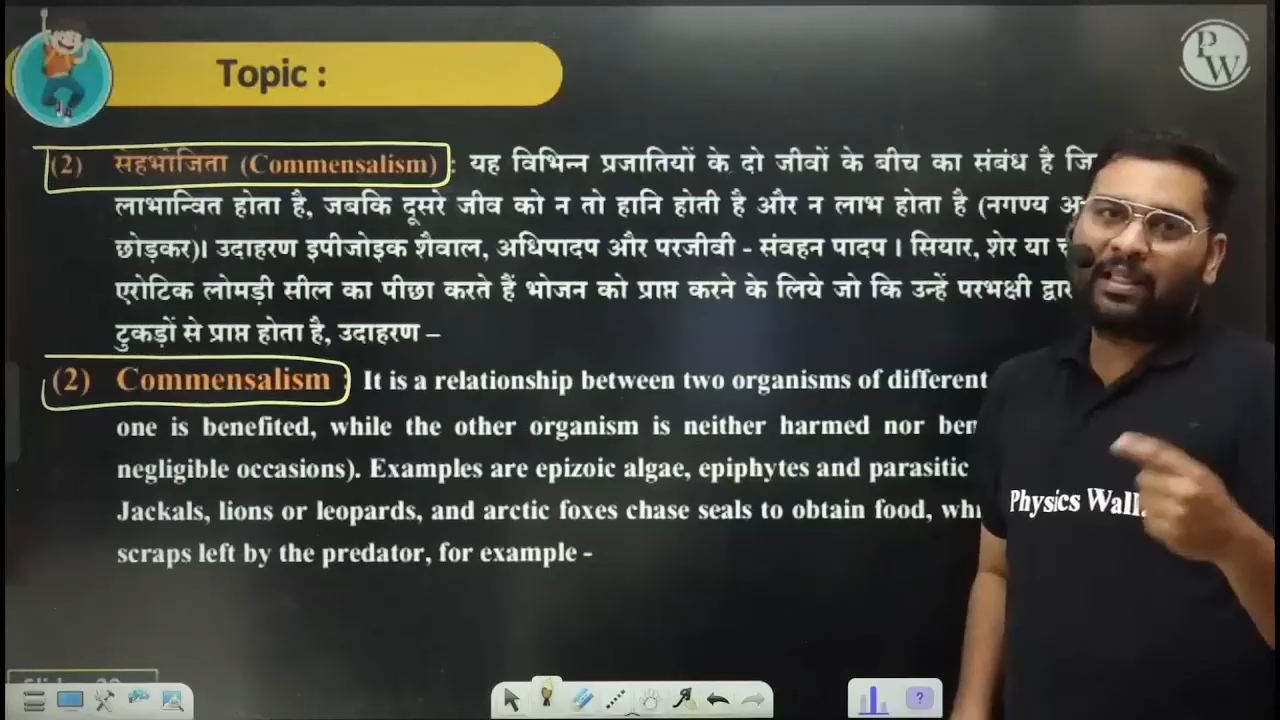 PW
Topic :
(2) सहभोजिता (Commensalism) : यह विभिन्न प्रजातियों के दो जीवों के बीच का संबंध है
लाभान्वित होता है, जबकि दूसरे जीव को न तो हानि होती है और न लाभ होता है (नगण्य
छोड़कर)। उदाहरण इपीजोइक शैवाल, अधिपादप और परजीवी - संवहन पादप। सियार, शेर या
एरोटिक लोमड़ी सील का पीछा करते हैं भोजन को प्राप्त करने के लिये जो कि उन्हें परभक्षी
टुकड़ों से प्राप्त होता है, उदाहरण –
(2) Commensalism : It is a relationship between two organisms of different
one is benefited, while the other organism is neither harmed nor
negligible occasions). Examples are epizoic algae, epiphytes and parasitic
Jackals, lions or leopards, and arctic foxes chase seals to obtain food,
scraps left by the predator, for example -
Physics